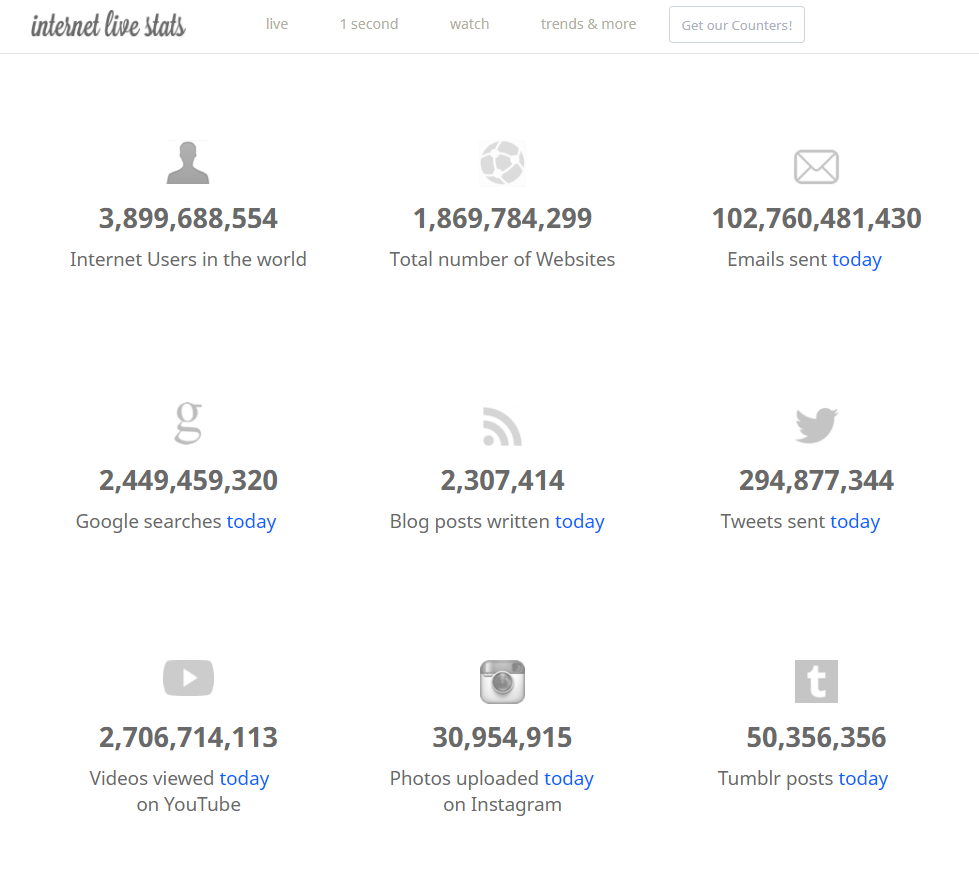 internet live stats
live
1 second
watch
trends & more
Get our Counters!
3,899,688,554
Internet Users in the world
1,869,784,299
Total number of Websites
102,760,481,430
Emails sent today
g
2,449,459,320
Google searches today
2,307,414
Blog posts written today
294,877,344
Tweets sent today
2,706,714,113
Videos viewed today
on YouTube
30,954,915
Photos uploaded today
on Instagram
t
50,356,356
Tumblr posts today